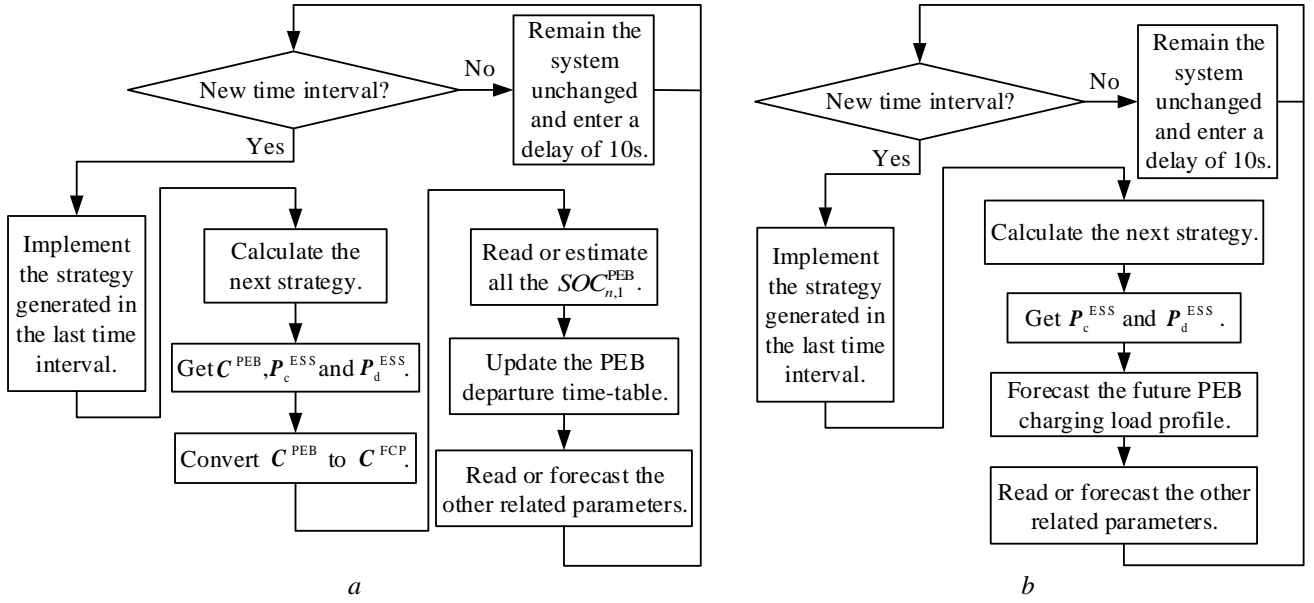 New time interval?
No
Yes
Remain the
system
unchanged
and enter a
delay of 10s.
Implement
the strategy
generated in
the last time
interval.
Calculate the
next strategy.
Get C^PEB, P_c^ESS and P_d^ESS.
Convert C^PEB to C^FCP.
Read or estimate
all the SOC_{n,1}^PEB.
Update the PEB
departure time-table.
Read or forecast the
other related parameters.
a
New time interval?
No
Yes
Remain the
system
unchanged
and enter a
delay of 10s.
Implement
the strategy
generated in
the last time
interval.
Calculate the next strategy.
Get P_c^ESS and P_d^ESS.
Forecast the future PEB
charging load profile.
Read or forecast the other
related parameters.
b